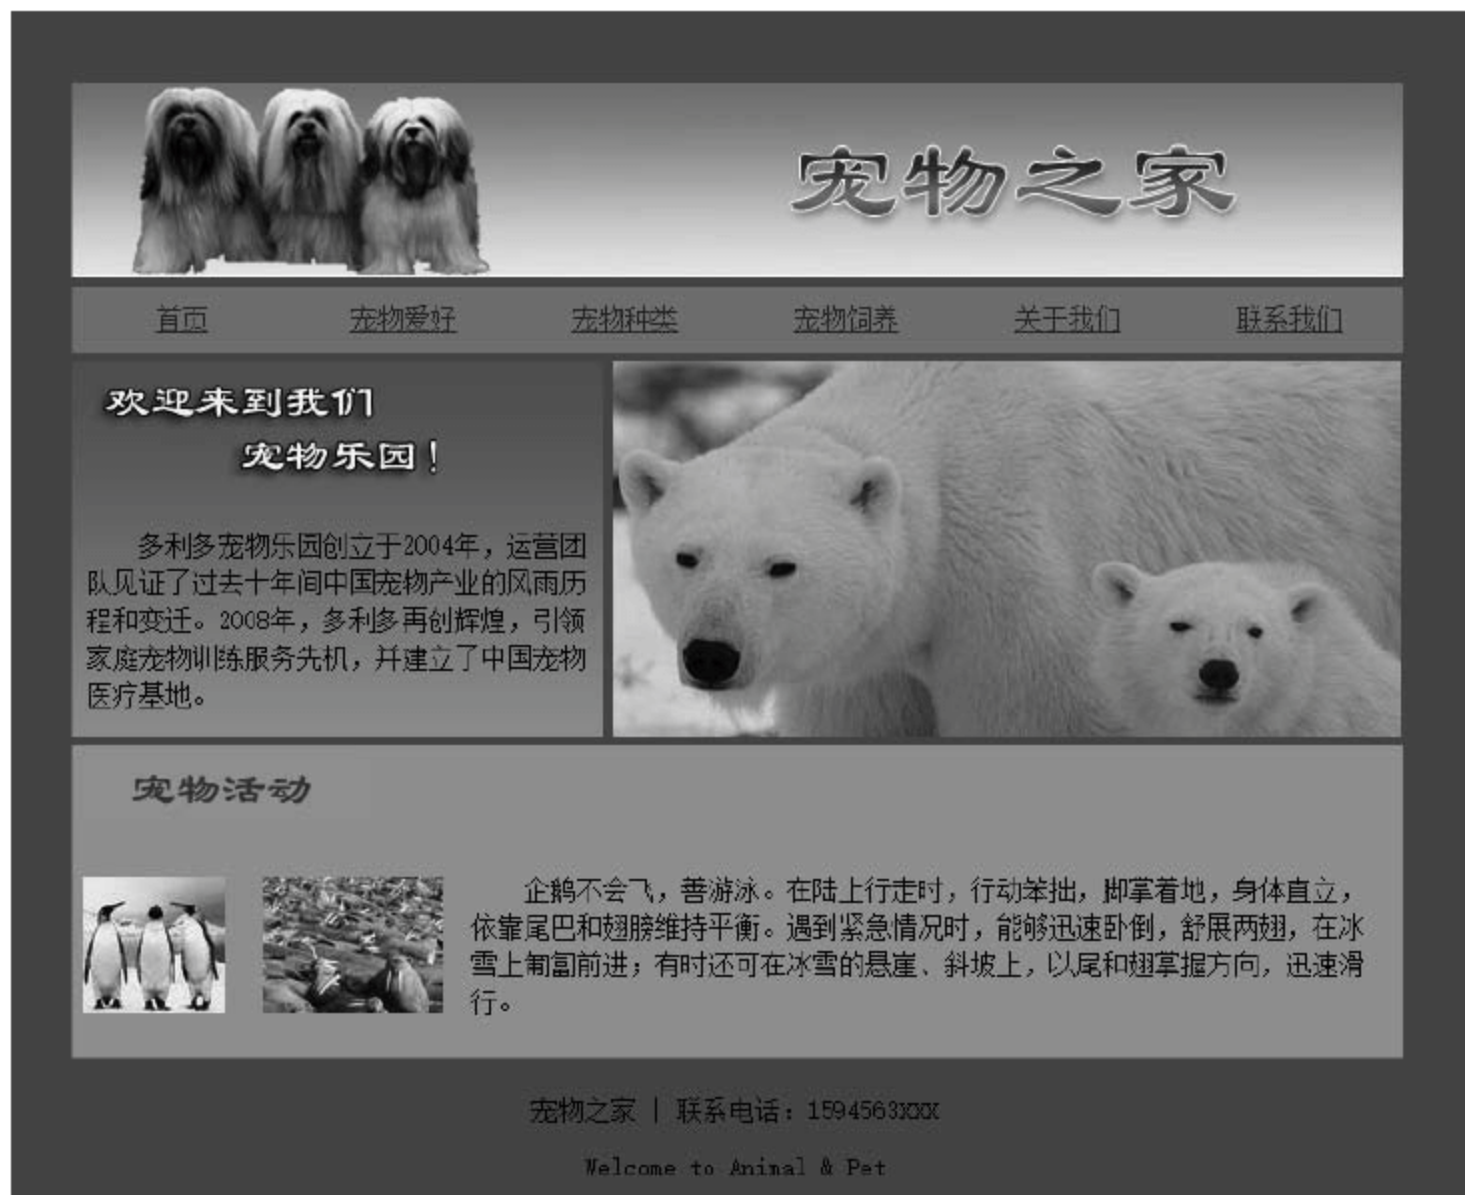 宠物之家
首页 宠物爱好 宠物种类 宠物饲养 关于我们 联系我们
欢迎来到我们
宠物乐园！
多利多宠物乐园创立于2004年，运营团
队见证了过去十年间中国宠物产业的风雨历
程和变迁。2008年，多利多再创辉煌，引领
家庭宠物训练服务先机，并建立了中国宠物
医疗基地。
宠物活动
企鹅不会飞，善游泳。在陆上行走时，行动笨拙，脚掌着地，身体直立，
依靠尾巴和翅膀维持平衡。遇到紧急情况时，能够迅速卧倒，舒展两翅，在冰
雪上匍匐前进；有时还可在冰雪的悬崖、斜坡上，以尾和翅掌握方向，迅速滑
行。
宠物之家 | 联系电话：1594563XXX
Welcome to Animal & Pet